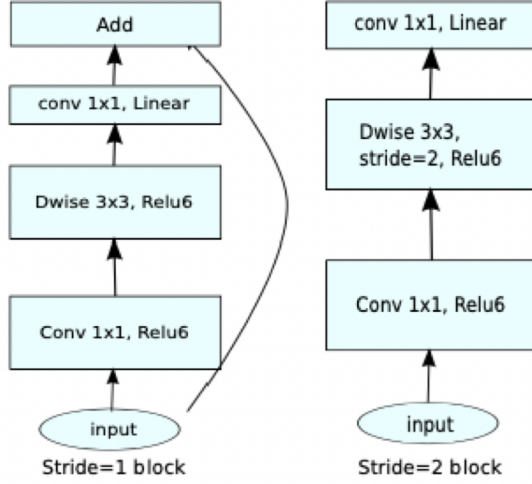 Add
conv 1x1, Linear
Dwise 3x3, Relu6
Conv 1x1, Relu6
input
Stride=1 block
conv 1x1, Linear
Dwise 3x3,
stride=2, Relu6
Conv 1x1, Relu6
input
Stride=2 block